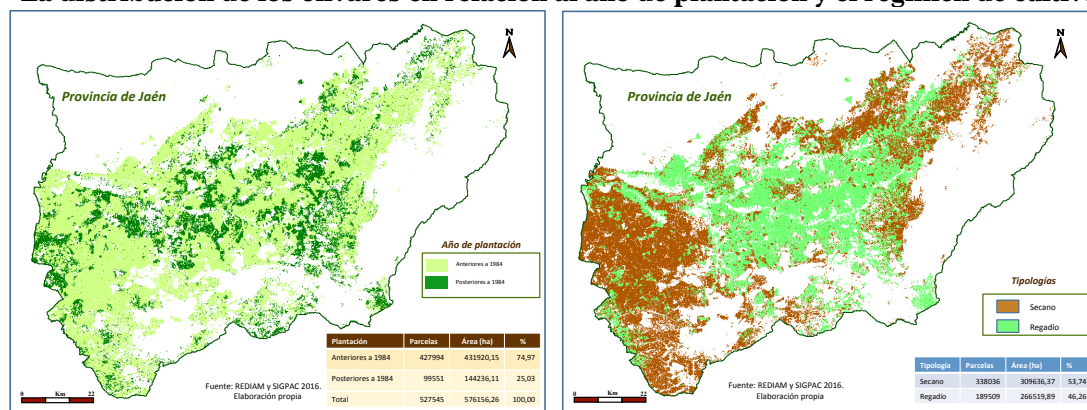 La distribución de los olivares en relación al año de plantación y el régimen de cultivo
N
Provincia de Jaén
Año de plantación
Anteriores a 1984
Posteriores a 1984
Plantación Parcelas Área (ha) %
Anteriores a 1984 427994 431920,15 74,97
Posteriores a 1984 99551 144236,11 25,03
Total 527545 576156,26 100,00
Fuente: REDIAM y SIGPAC 2016.
Elaboración propia
0 Km 22
N
Provincia de Jaén
Tipologías
Secano
Regadío
Tipología Parcelas Área (ha) %
Secano 338036 309636,37 53,74
Regadío 189509 266519,89 46,26
Fuente: REDIAM y SIGPAC 2016.
Elaboración propia
0 Km 22